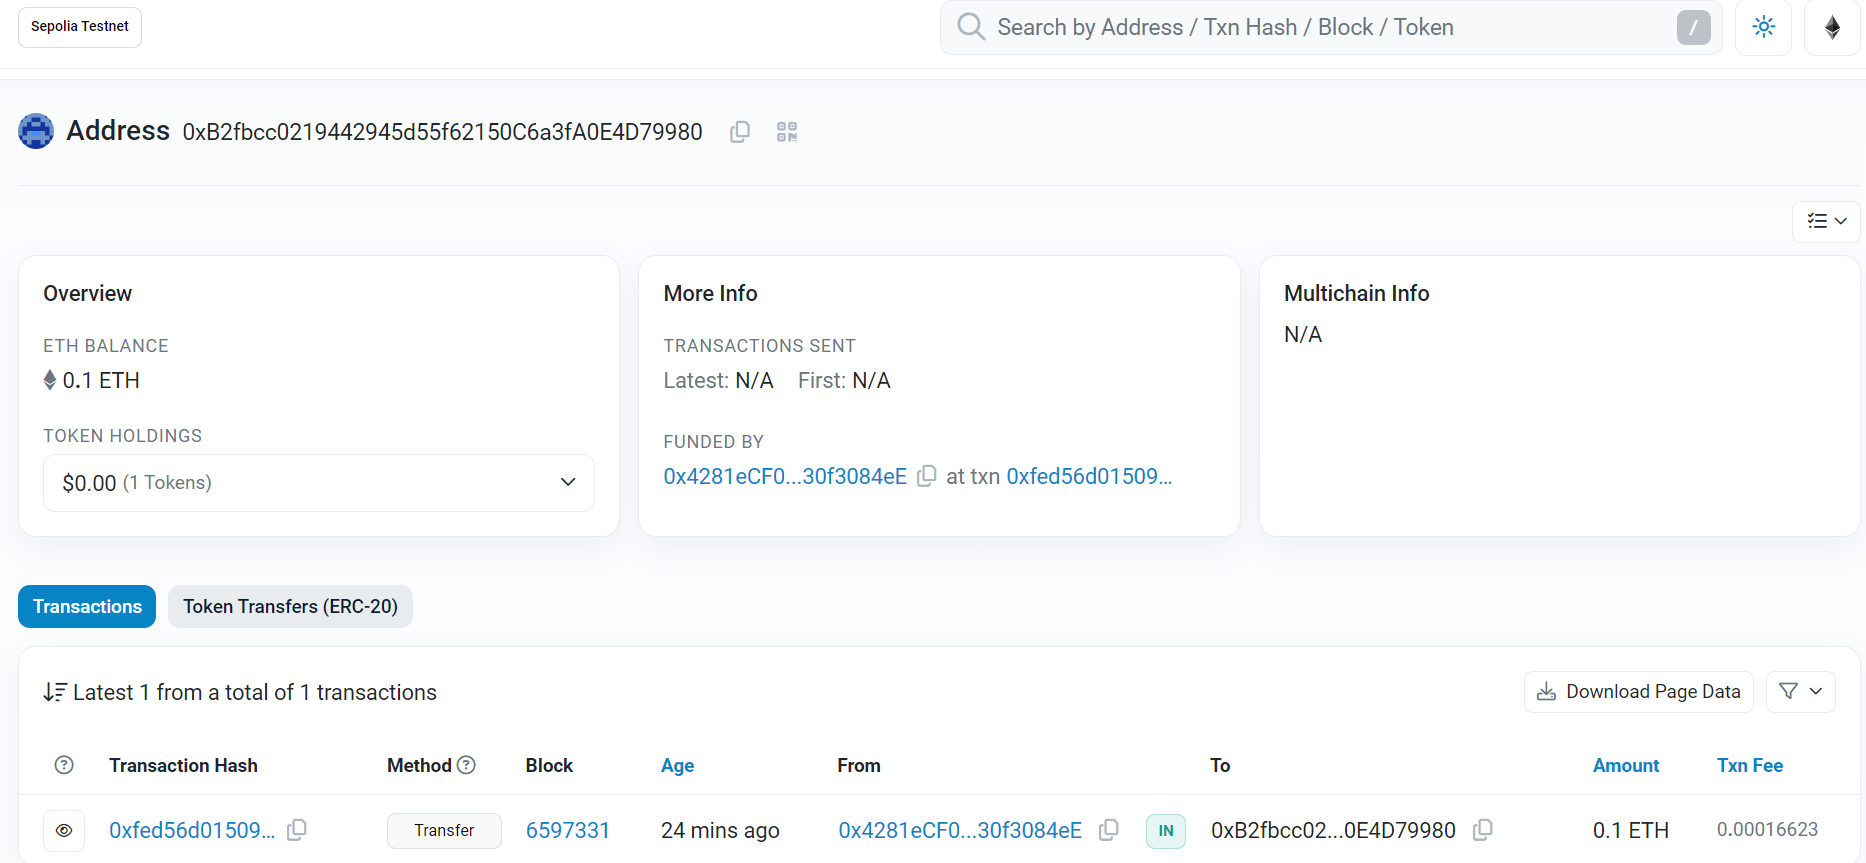 Sepolia Testnet
Search by Address / Txn Hash / Block / Token
/
Address 0xB2fbcc0219442945d55f62150C6a3fA0E4D79980
Overview
ETH BALANCE
0.1 ETH
TOKEN HOLDINGS
$0.00 (1 Tokens)
More Info
TRANSACTIONS SENT
Latest: N/A First: N/A
FUNDED BY
0x4281eCF0...30f3084eE at txn 0xfed56d01509...
Multichain Info
N/A
Transactions Token Transfers (ERC-20)
Latest 1 from a total of 1 transactions
Download Page Data
? Transaction Hash Method ? Block Age From To Amount Txn Fee
0xfed56d01509... Transfer 6597331 24 mins ago 0x4281eCF0...30f3084eE IN 0xB2fbcc02...0E4D79980 0.1 ETH 0.00016623